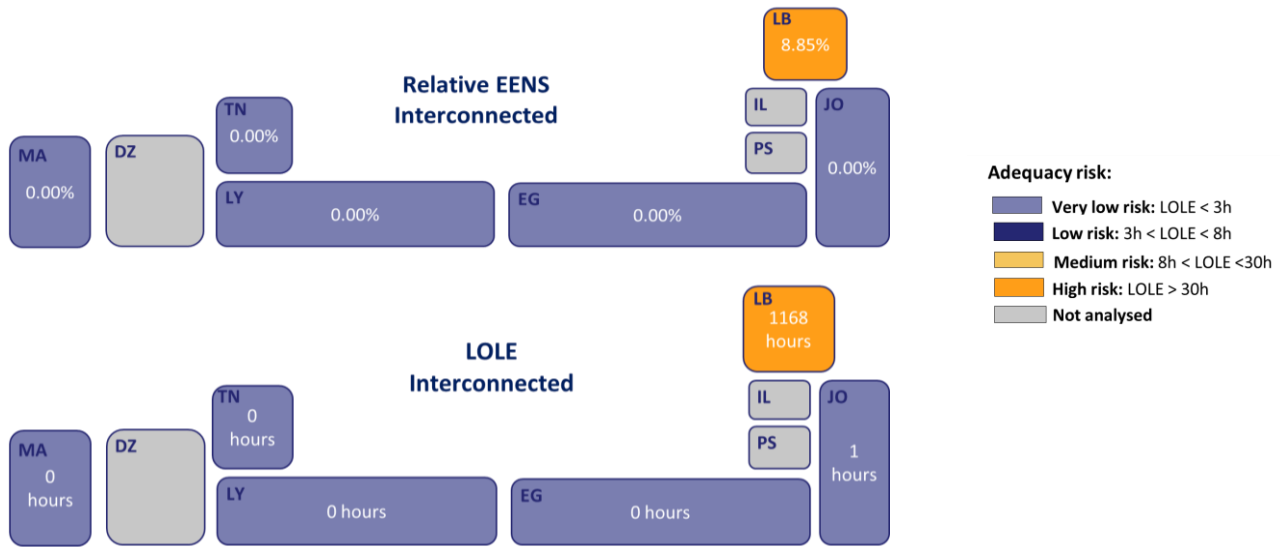 LB
8.85%
Relative EENS
Interconnected
IL
JO
TN
0.00%
PS
MA
0.00%
DZ
0.00%
LY
0.00%
EG
0.00%
Adequacy risk:
Very low risk: LOLE < 3h
Low risk: 3h < LOLE < 8h
Medium risk: 8h < LOLE <30h
High risk: LOLE > 30h
Not analysed
LB
1168
hours
LOLE
Interconnected
IL
JO
TN
0
hours
PS
MA
0
hours
DZ
1
hours
LY
0 hours
EG
0 hours